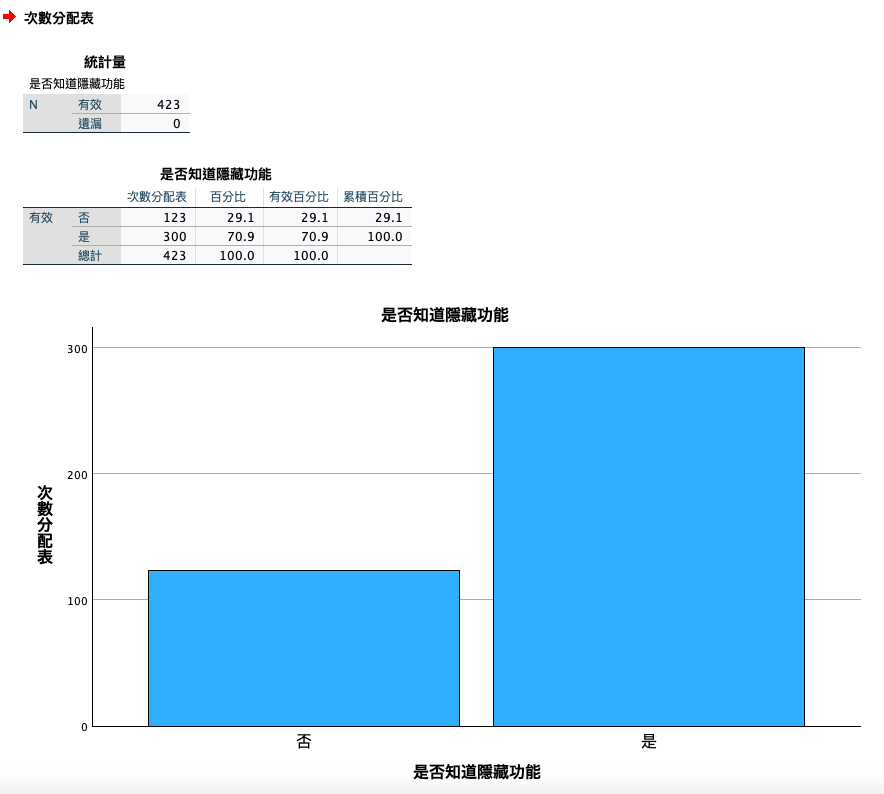 次數分配表
統計量
是否知道隱藏功能
N 有效 423
遺漏 0
是否知道隱藏功能
次數分配表 百分比 有效百分比 累積百分比
有效 否 123 29.1 29.1 29.1
是 300 70.9 70.9 100.0
總計 423 100.0 100.0
是否知道隱藏功能
300
200
100
0
次數分配表
否 是
是否知道隱藏功能